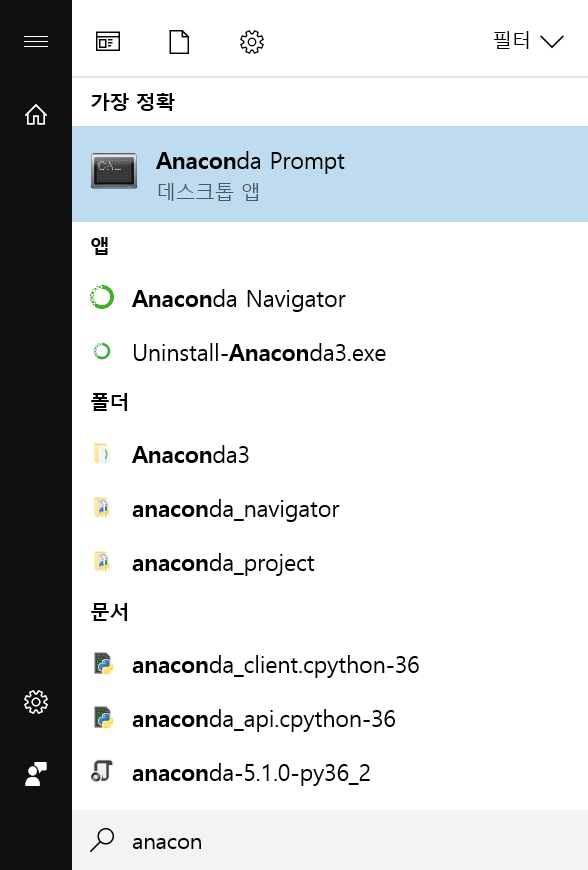 필터
가장 정확
Anaconda Prompt
데스크톱 앱
앱
Anaconda Navigator
Uninstall-Anaconda3.exe
폴더
Anaconda3
anaconda_navigator
anaconda_project
문서
anaconda_client.cpython-36
anaconda_api.cpython-36
anaconda-5.1.0-py36_2
anacon